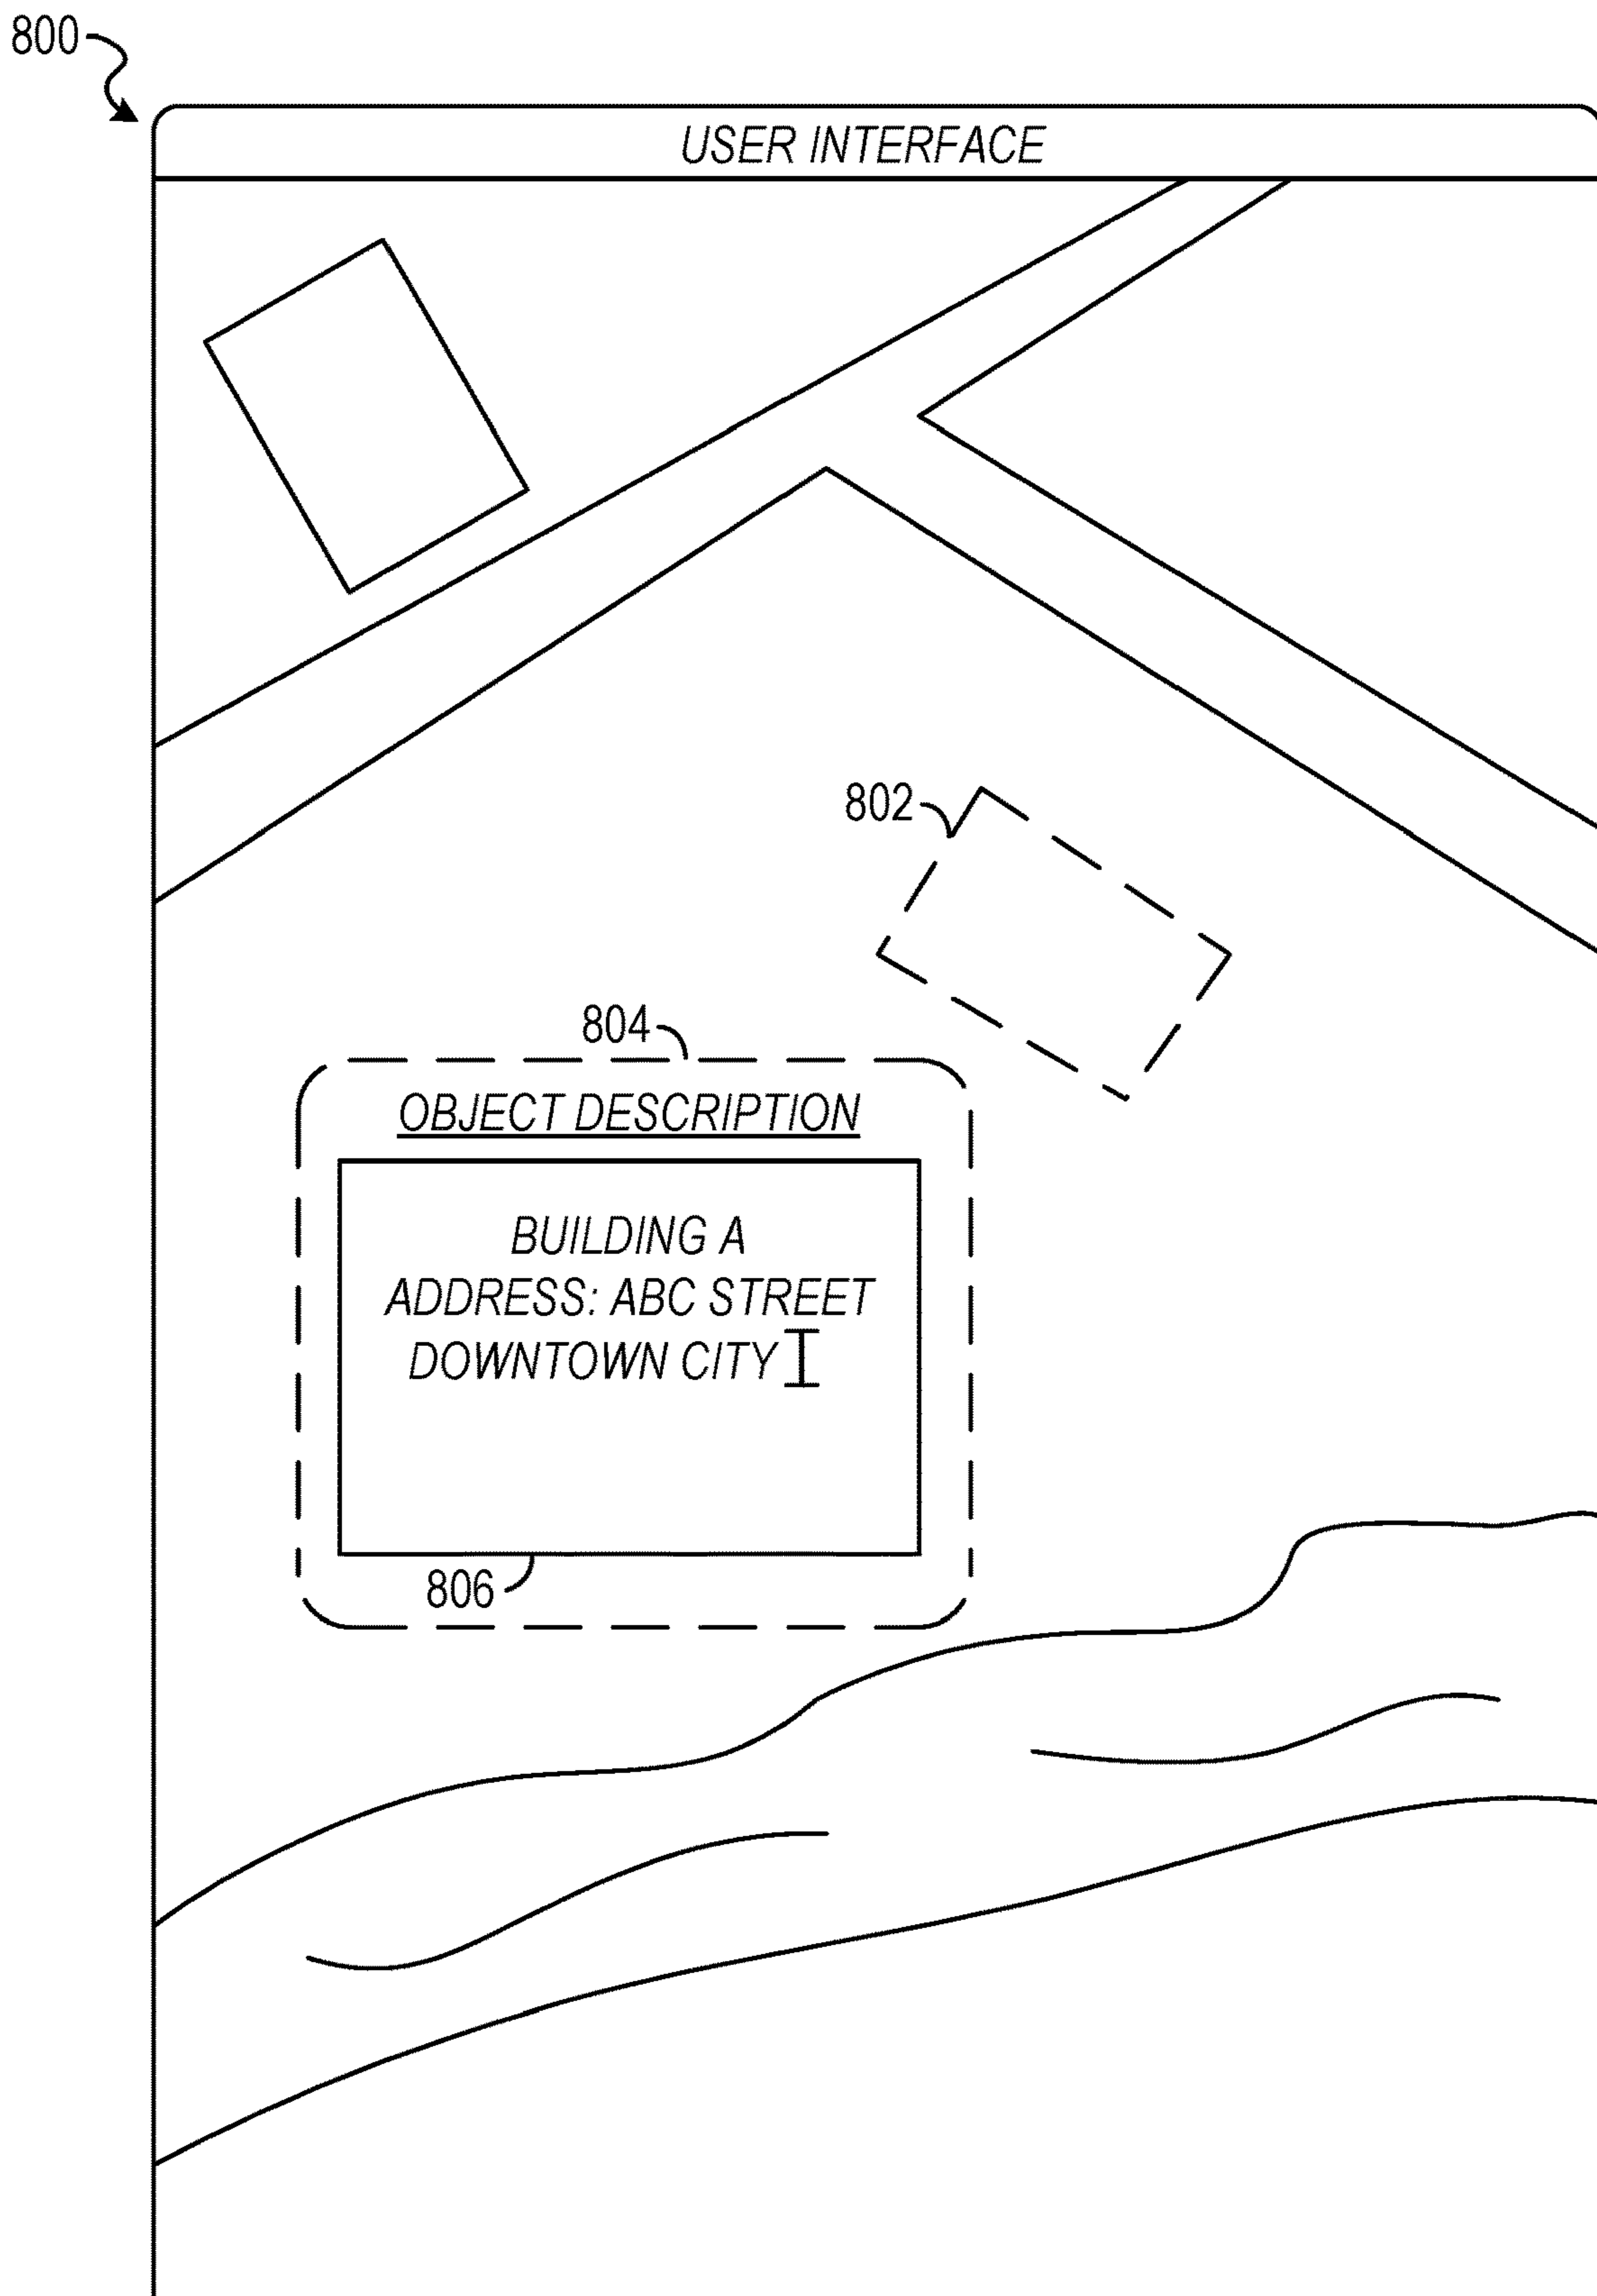 800
USER INTERFACE
802
804
OBJECT DESCRIPTION
BUILDING A
ADDRESS: ABC STREET
DOWNTOWN CITY
806